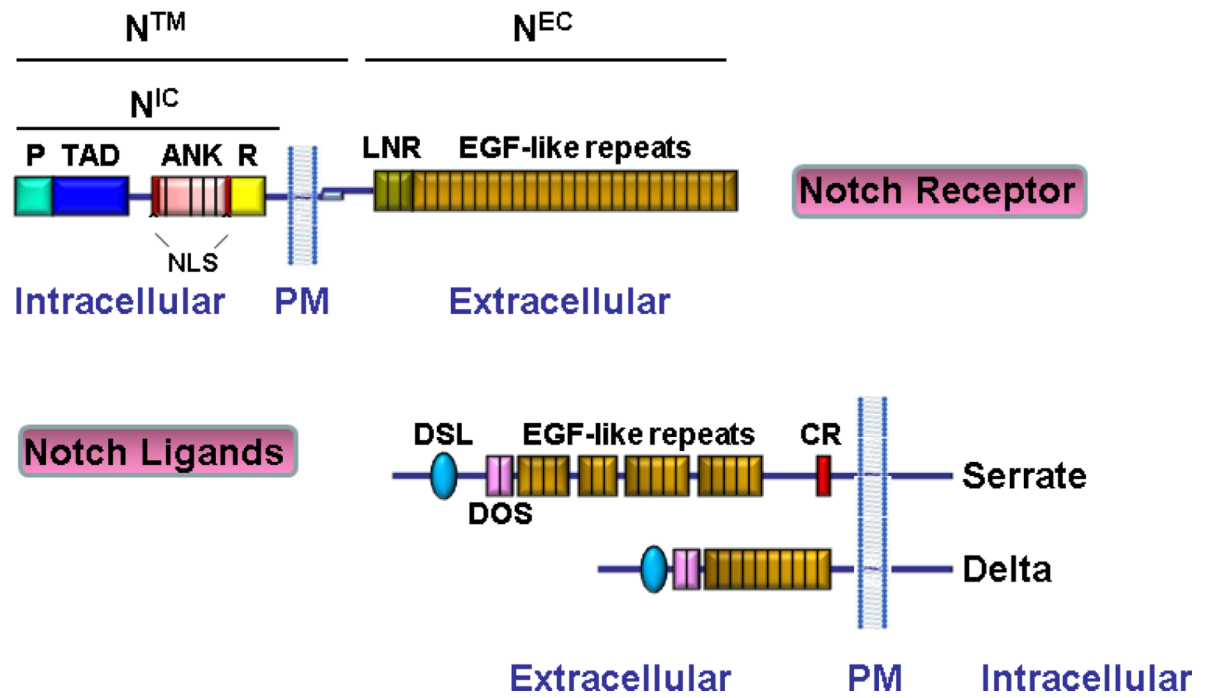 N^TM N^EC
N^IC
P TAD ANK R LNR EGF-like repeats
Notch Receptor
NLS
Intracellular PM Extracellular
Notch Ligands
DSL EGF-like repeats CR
Serrate
DOS
Delta
Extracellular PM Intracellular